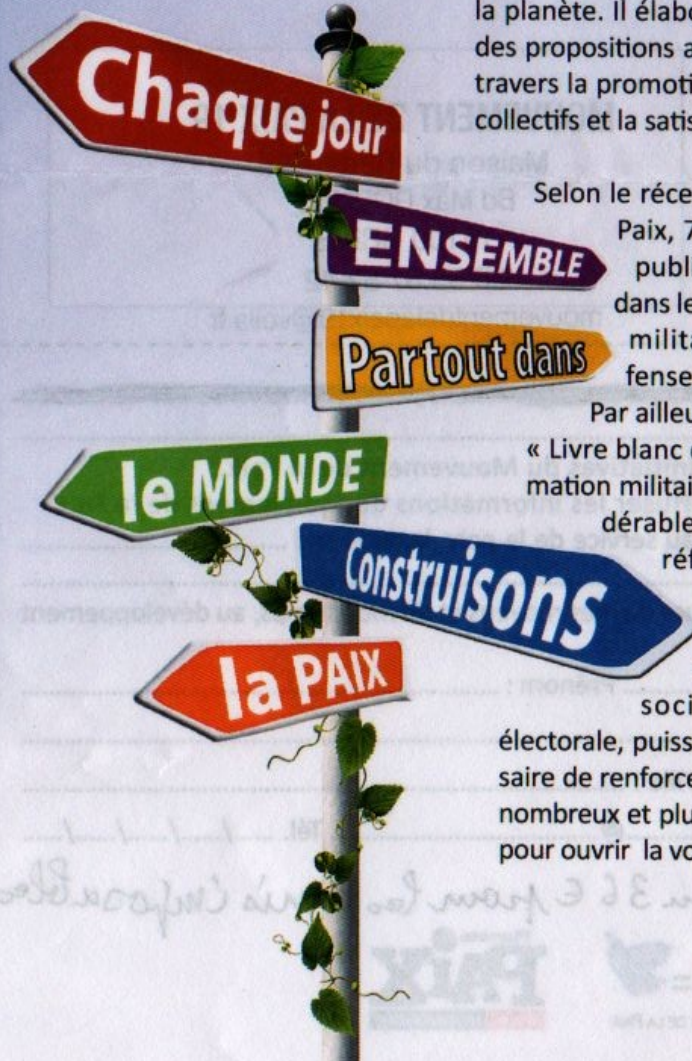 Chaque jour
ENSEMBLE
Partout dans
le MONDE
Construisons
la PAIX
la planète. Il élabo
des propositions a
travers la promoti
collectifs et la satis
Selon le réce
Paix, 7
publi
dans le
milita
fense
Par ailleu
« Livre blanc
mation militai
dérable
réf
soci
électorale, puiss
saire de renforce
nombreux et plu
pour ouvrir la vo